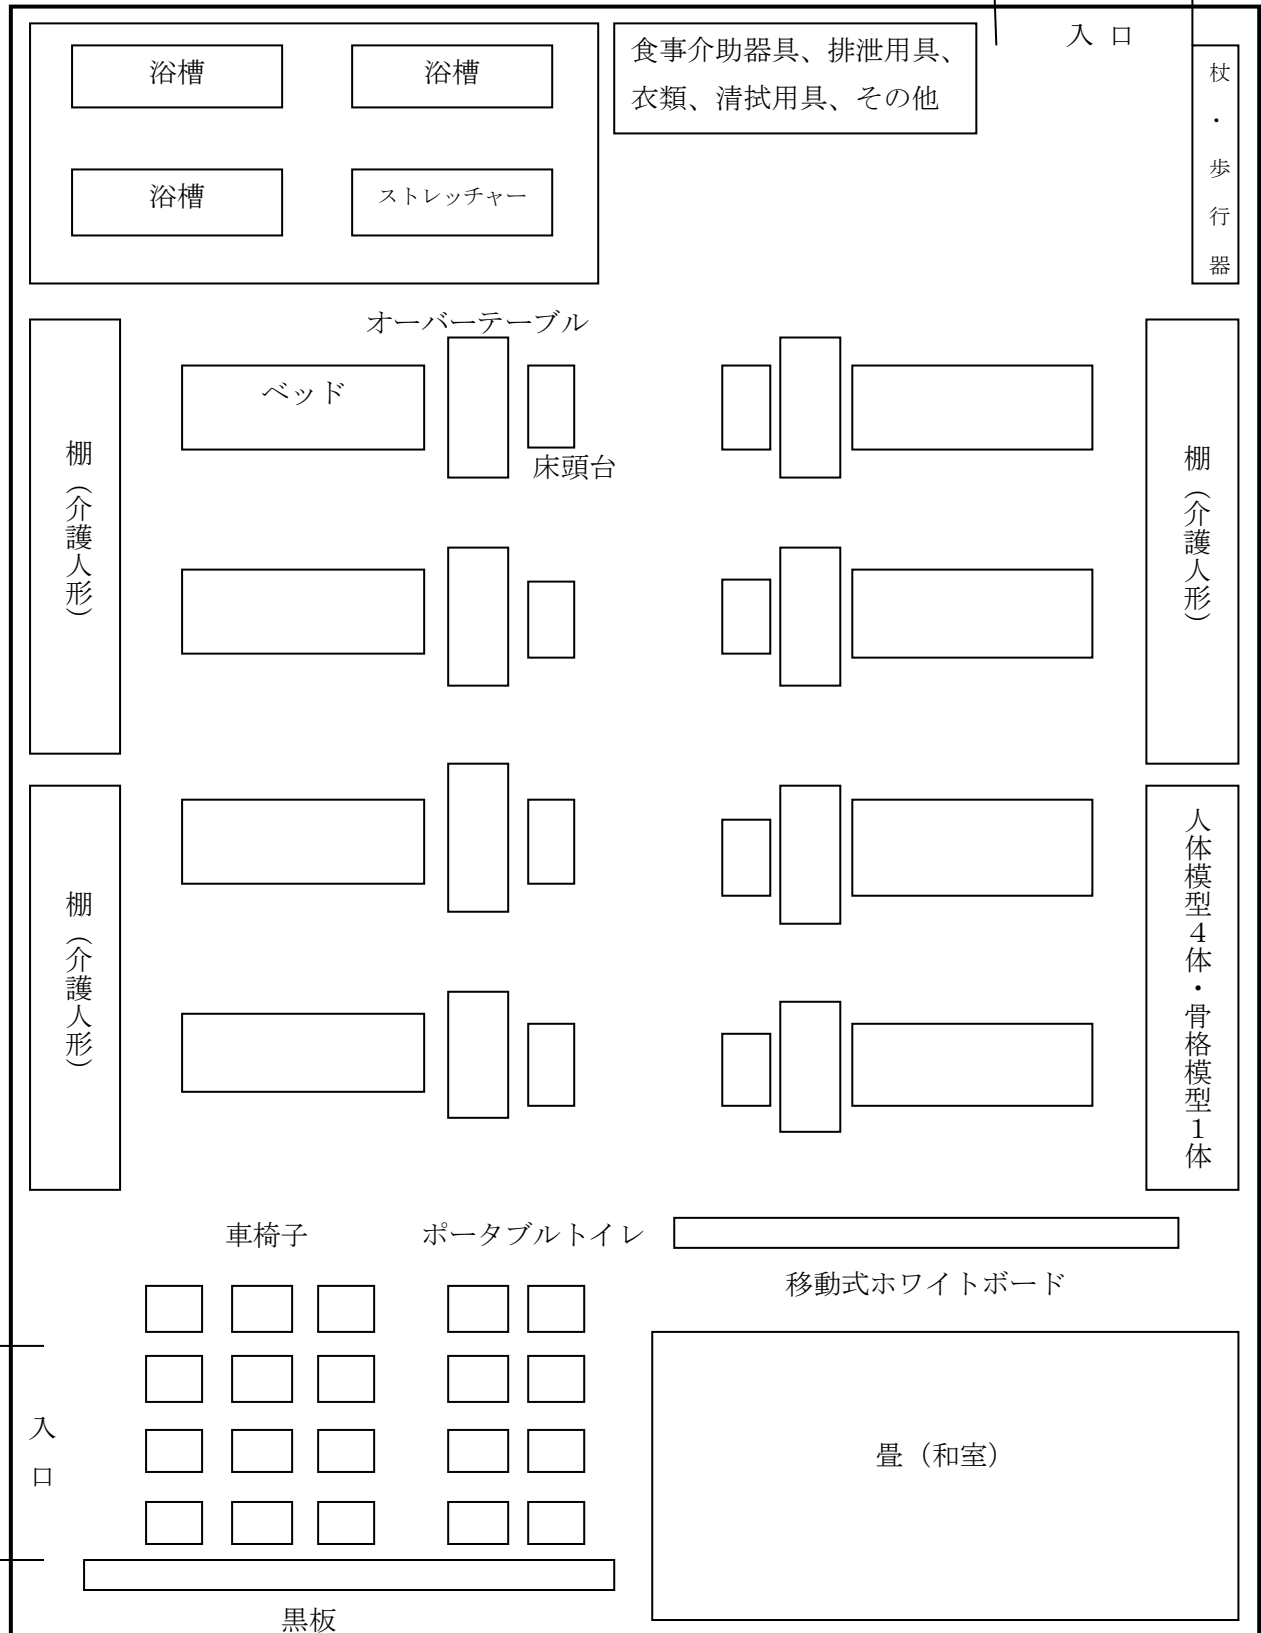 入 口
浴槽
浴槽
食事介助器具、排泄用具、
衣類、清拭用具、その他
杖・歩行器
浴槽
ストレッチャー
オーバーテーブル
ベッド
床頭台
棚（介護人形）
棚（介護人形）
棚（介護人形）
人体模型４体・骨格模型１体
車椅子
ポータブルトイレ
移動式ホワイトボード
入口
畳（和室）
黒板